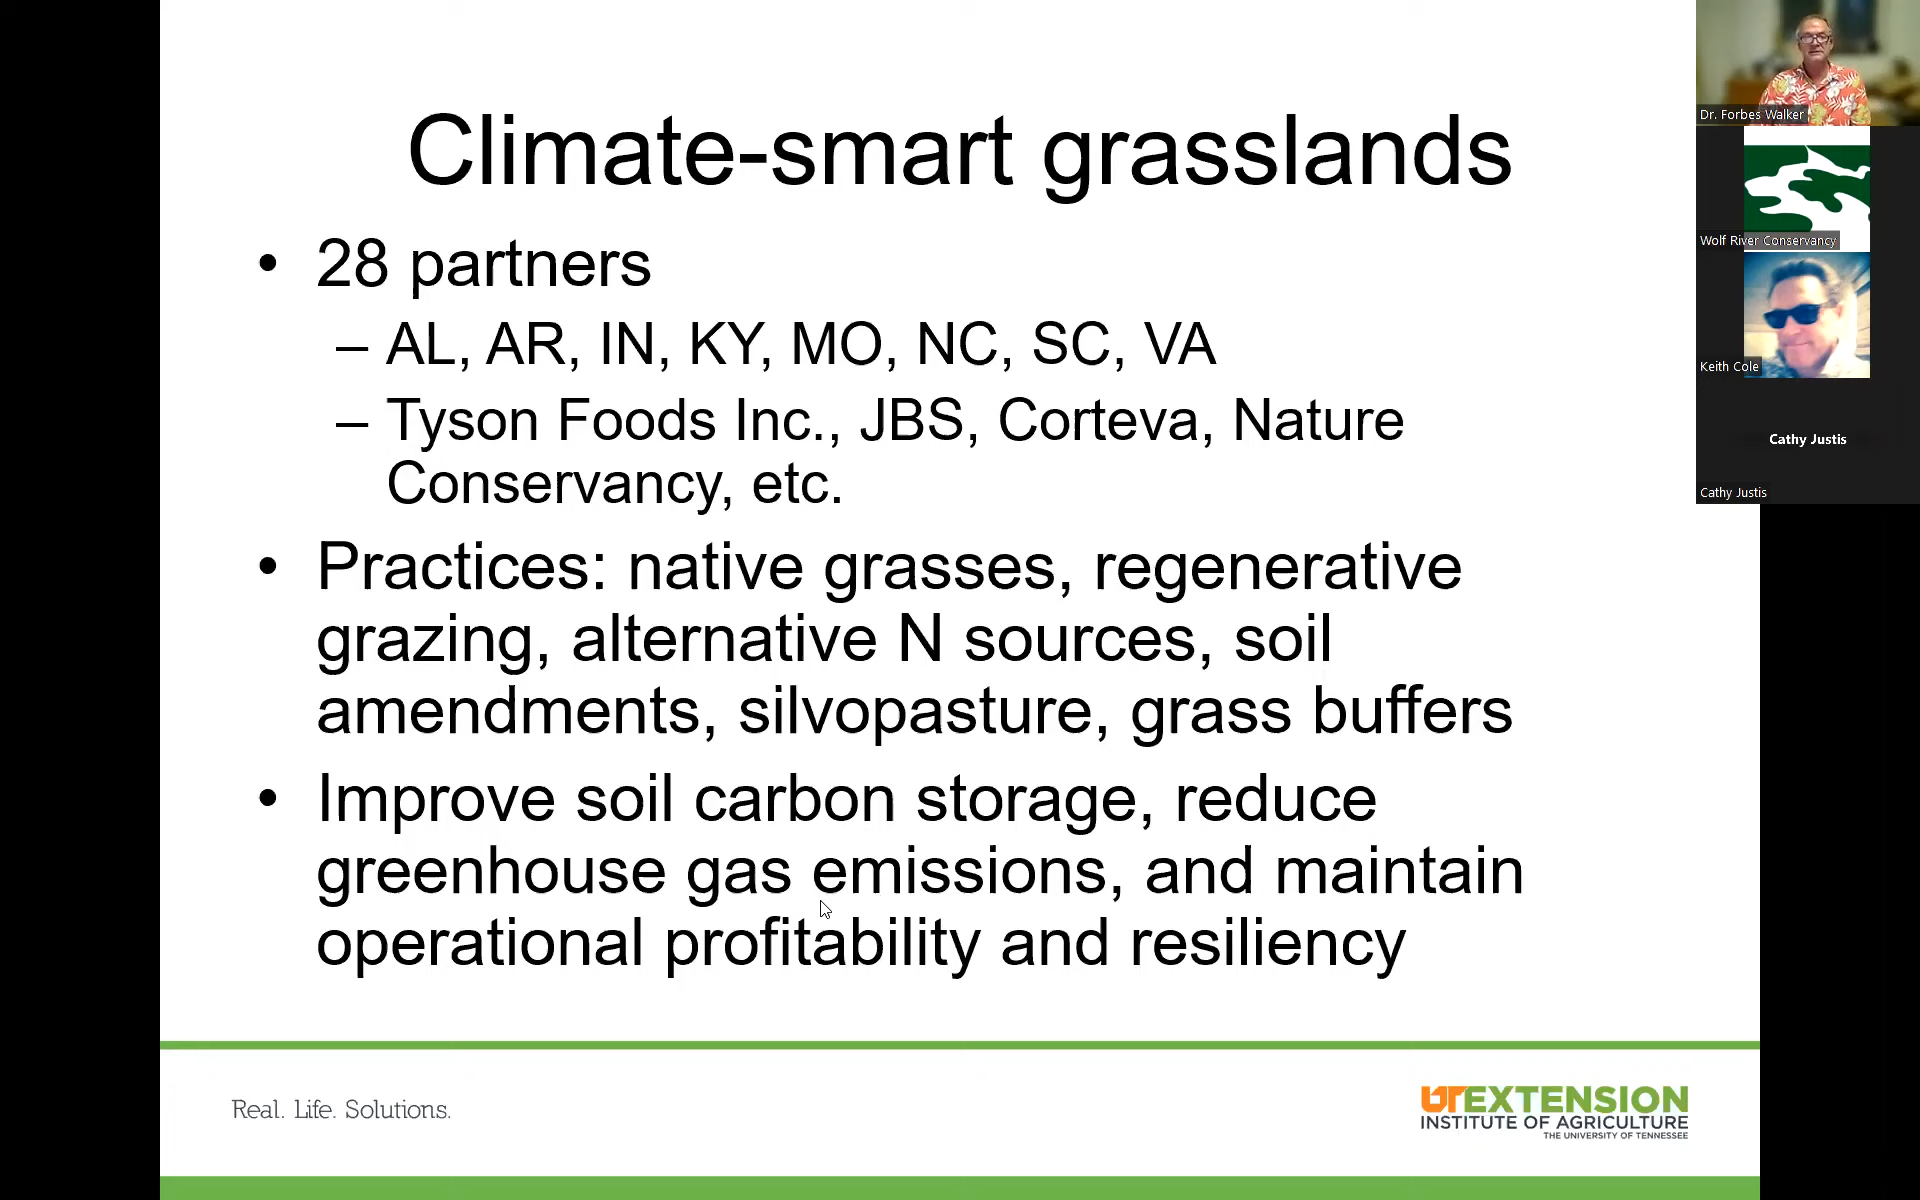 Climate-smart grasslands
• 28 partners
– AL, AR, IN, KY, MO, NC, SC, VA
– Tyson Foods Inc., JBS, Corteva, Nature
Conservancy, etc.
• Practices: native grasses, regenerative
grazing, alternative N sources, soil
amendments, silvopasture, grass buffers
• Improve soil carbon storage, reduce
greenhouse gas emissions, and maintain
operational profitability and resiliency
Real. Life. Solutions.
UTEXTENSION
INSTITUTE OF AGRICULTURE
THE UNIVERSITY OF TENNESSEE
Dr. Forbes Walker
Wolf River Conservancy
Keith Cole
Cathy Justis
Cathy Justis